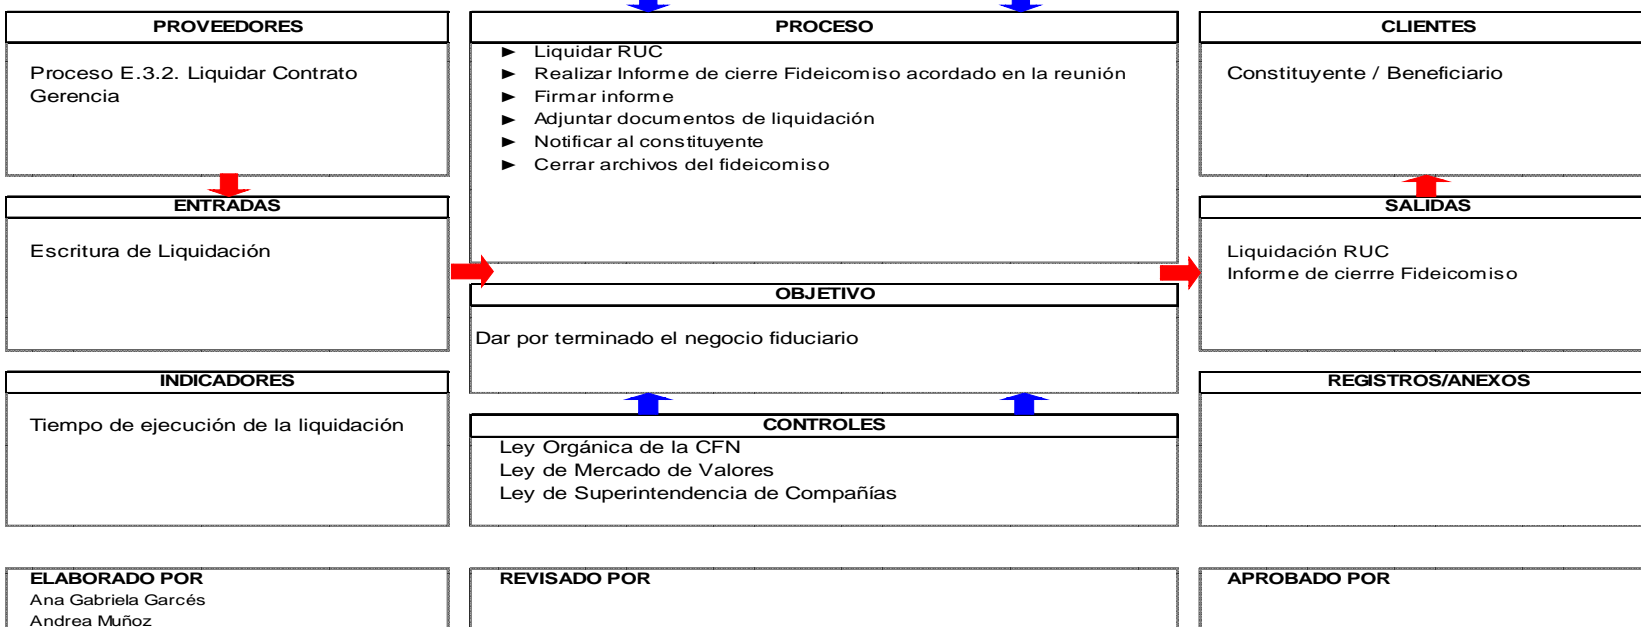 PROVEEDORES
Proceso E.3.2. Liquidar Contrato
Gerencia
PROCESO
► Liquidar RUC
► Realizar Informe de cierre Fideicomiso acordado en la reunión
► Firmar informe
► Adjuntar documentos de liquidación
► Notificar al constituyente
► Cerrar archivos del fideicomiso
CLIENTES
Constituyente / Beneficiario
ENTRADAS
Escritura de Liquidación
SALIDAS
Liquidación RUC
Informe de cierrre Fideicomiso
OBJETIVO
Dar por terminado el negocio fiduciario
INDICADORES
Tiempo de ejecución de la liquidación
CONTROLES
Ley Orgánica de la CFN
Ley de Mercado de Valores
Ley de Superintendencia de Compañías
REGISTROS/ANEXOS
ELABORADO POR
Ana Gabriela Garcés
Andrea Muñoz
REVISADO POR
APROBADO POR